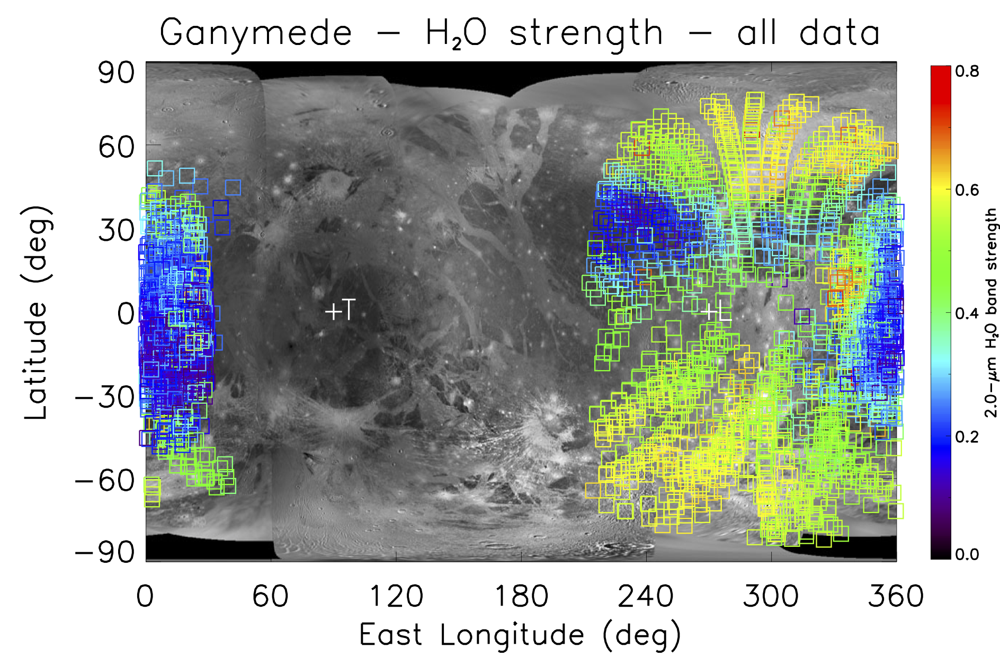 Ganymede – H₂O strength – all data
90
60
30
0
−30
−60
−90
Latitude (deg)
+T
+L
0 60 120 180 240 300 360
East Longitude (deg)
0.8
0.6
0.4
0.2
0.0
2.0−μm H₂O band strength